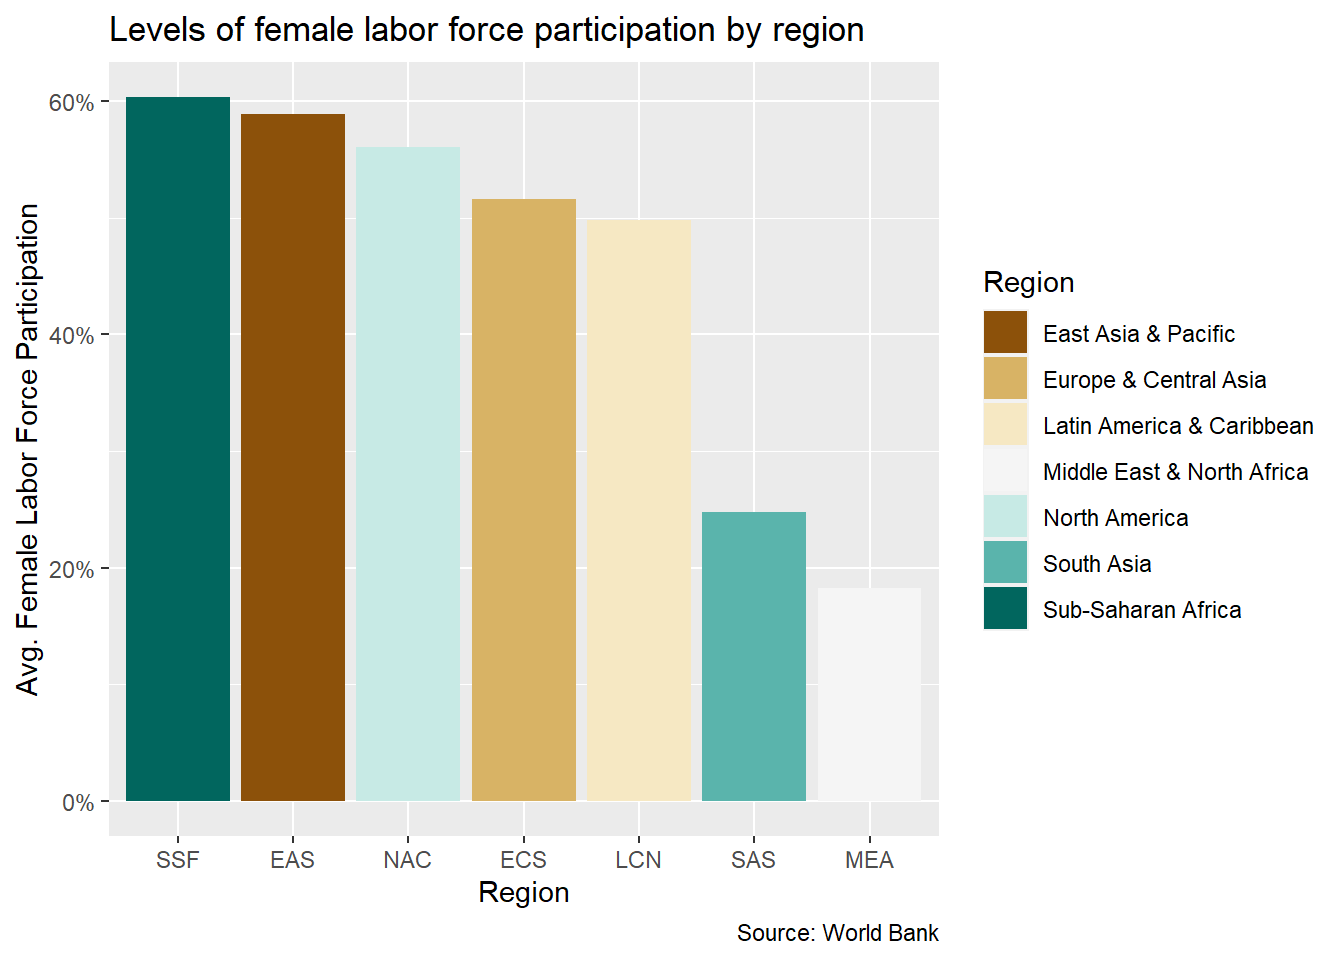 Levels of female labor force participation by region
Avg. Female Labor Force Participation
60%
40%
20%
0%
SSF EAS NAC ECS LCN SAS MEA
Region
Source: World Bank
Region
East Asia & Pacific
Europe & Central Asia
Latin America & Caribbean
Middle East & North Africa
North America
South Asia
Sub-Saharan Africa